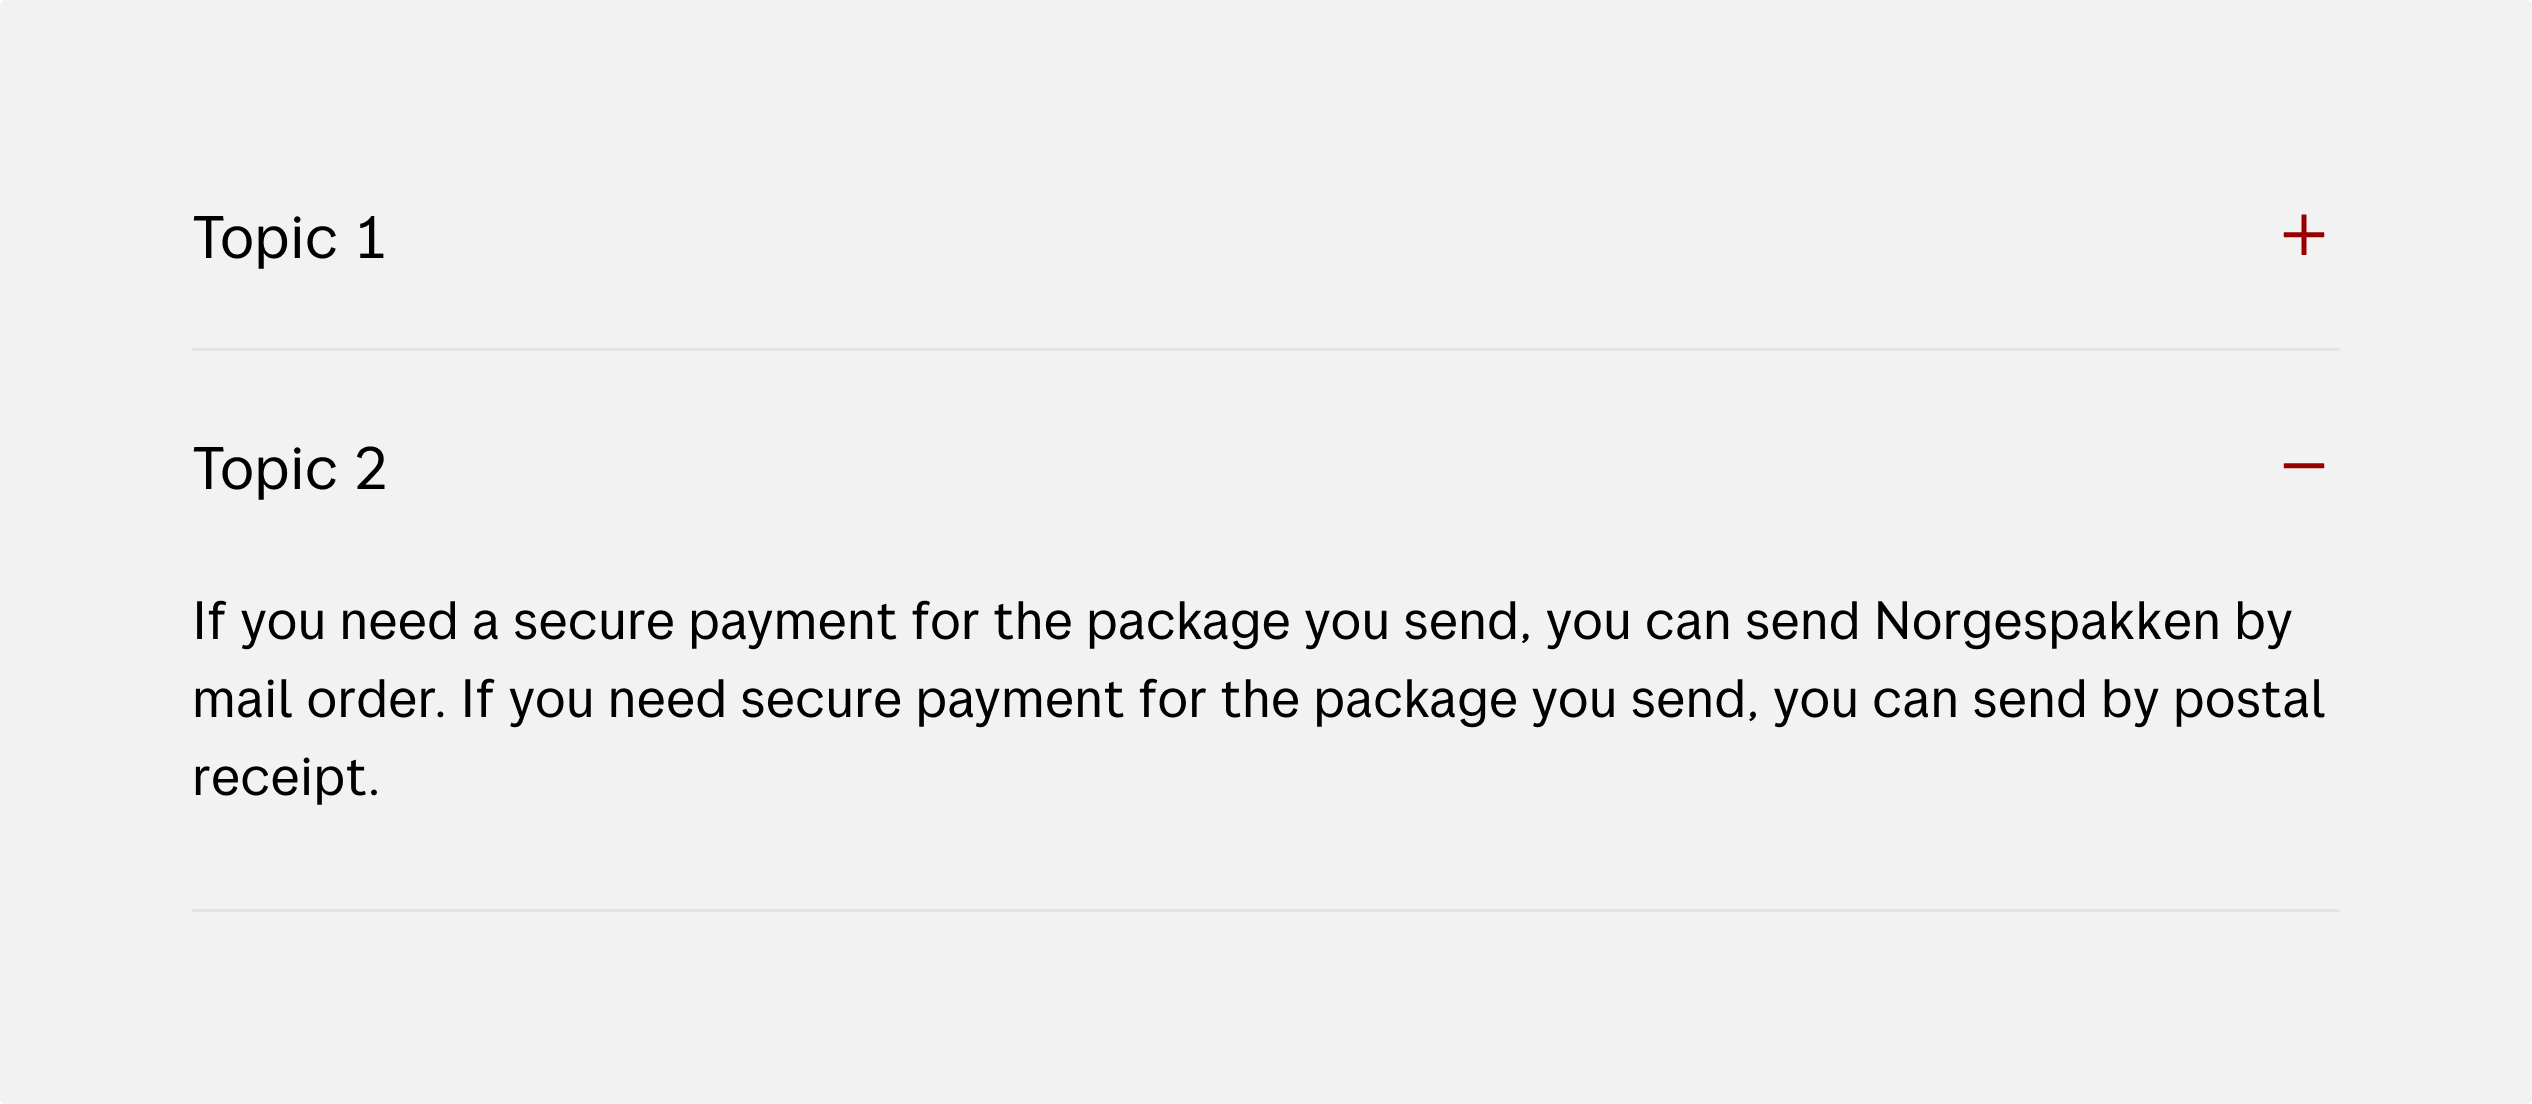 Topic 1
Topic 2
If you need a secure payment for the package you send, you can send Norgespakken by
mail order. If you need secure payment for the package you send, you can send by postal
receipt.